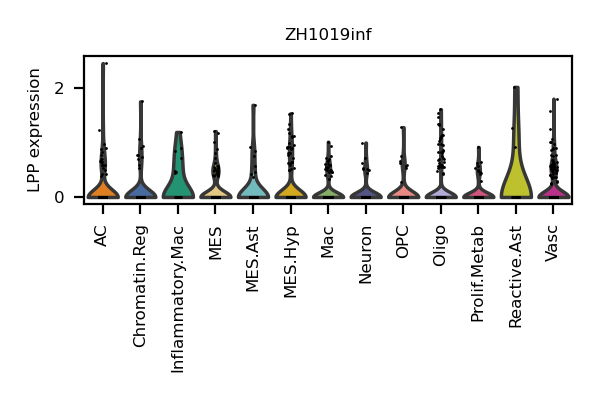 ZH1019inf
LPP expression
2
0
AC
Chromatin.Reg
Inflammatory.Mac
MES
MES.Ast
MES.Hyp
Mac
Neuron
OPC
Oligo
Prolif.Metab
Reactive.Ast
Vasc